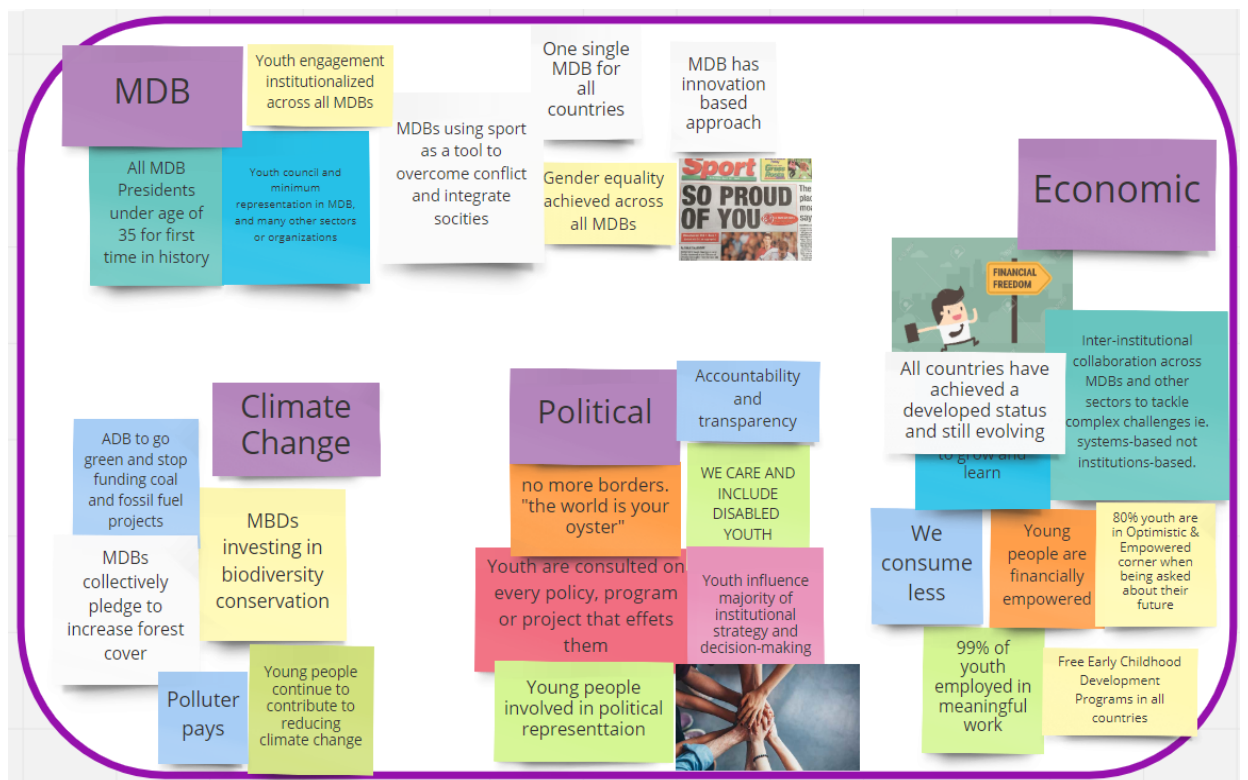 MDB
Youth engagement
institutionalized
across all MDBs
All MDB
Presidents
under age of
35 for first
time in history
Youth council and
minimum
representation in MDB,
and many other sectors
or organizations
MDBs using sport
as a tool to
overcome conflict
and integrate
socities
One single
MDB for
all
countries
MDB has
innovation
based
approach
Gender equality
achieved across
all MDBs
Sport
SO PROUD
OF YOU
Economic
FINANCIAL
FREEDOM
All countries have
achieved a
developed status
and still evolving
to grow and
learn
Inter-institutional
collaboration across
MDBs and other
sectors to tackle
complex challenges ie.
systems-based not
institutions-based.
We
consume
less
Young
people are
financially
empowered
80% youth are
in Optimistic &
Empowered
corner when
being asked
about their
future
99% of
youth
employed in
meaningful
work
Free Early Childhood
Development
Programs in all
countries
Climate
Change
ADB to go
green and stop
funding coal
and fossil fuel
projects
MBDs
investing in
biodiversity
conservation
MDBs
collectively
pledge to
increase forest
cover
Polluter
pays
Young people
continue to
contribute to
reducing
climate change
Political
Accountability
and
transparency
no more borders.
"the world is your
oyster"
WE CARE AND
INCLUDE
DISABLED
YOUTH
Youth are consulted on
every policy, program
or project that effets
them
Youth influence
majority of
institutional
strategy and
decision-making
Young people
involved in political
representtaion